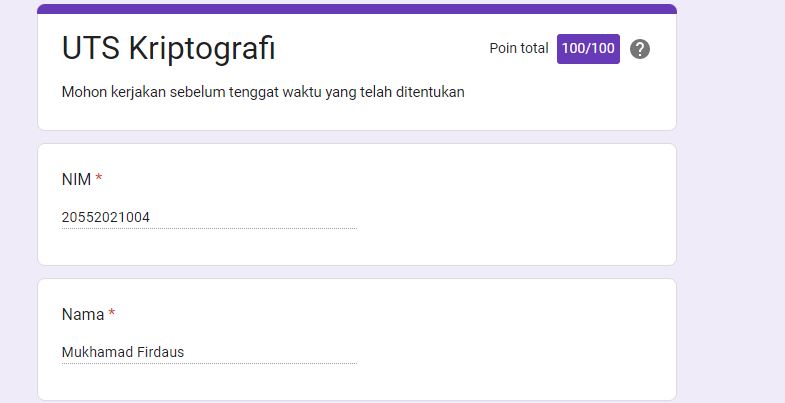 UTS Kriptografi
Poin total 100/100 ?
Mohon kerjakan sebelum tenggat waktu yang telah ditentukan
NIM *
20552021004
Nama *
Mukhamad Firdaus